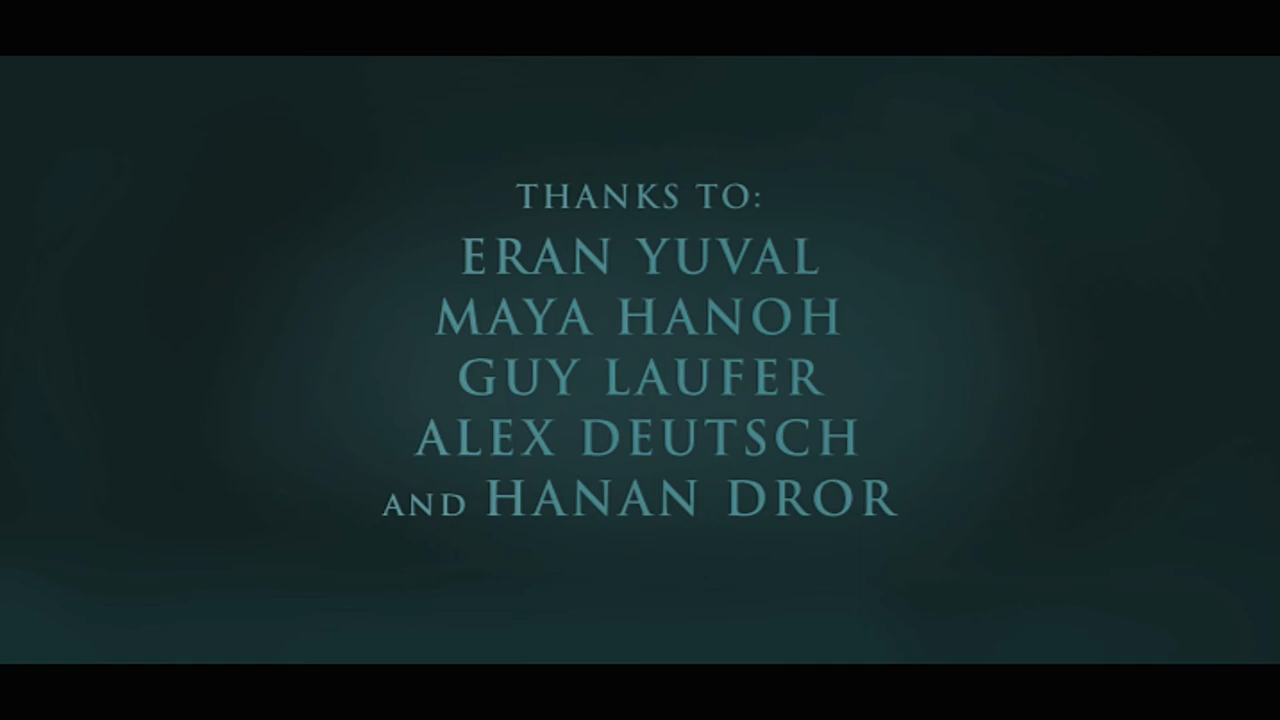 THANKS TO:
ERAN YUVAL
MAYA HANOH
GUY LAUFER
ALEX DEUTSCH
AND HANAN DROR